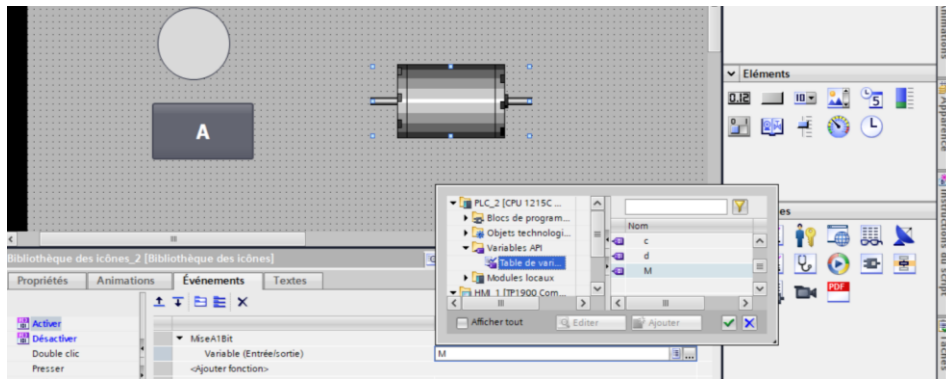 A
Eléments
0.12
10
5
Apparence
Instructions du script
PLC_2 [CPU 1215C ...
Blocs de program...
Objets technologi...
Variables API
Table de vari...
Modules locaux
HMI_1 [TP1900 Com...
Nom
c
d
M
Afficher tout
Editer
Ajouter
PDF
Bibliothèque des icônes_2 [Bibliothèque des icônes]
Propriétés
Animations
Événements
Textes
Activer
Désactiver
Double clic
Presser
MiseA1Bit
Variable (Entrée/sortie)
M
<Ajouter fonction>